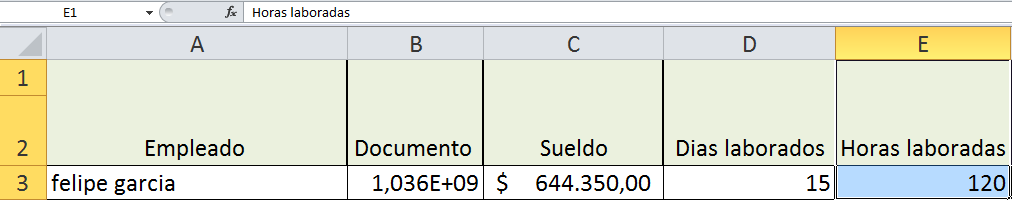 E1 fx Horas laboradas
A B C D E
1
2 Empleado Documento Sueldo Dias laborados Horas laboradas
3 felipe garcia 1,036E+09 $ 644.350,00 15 120